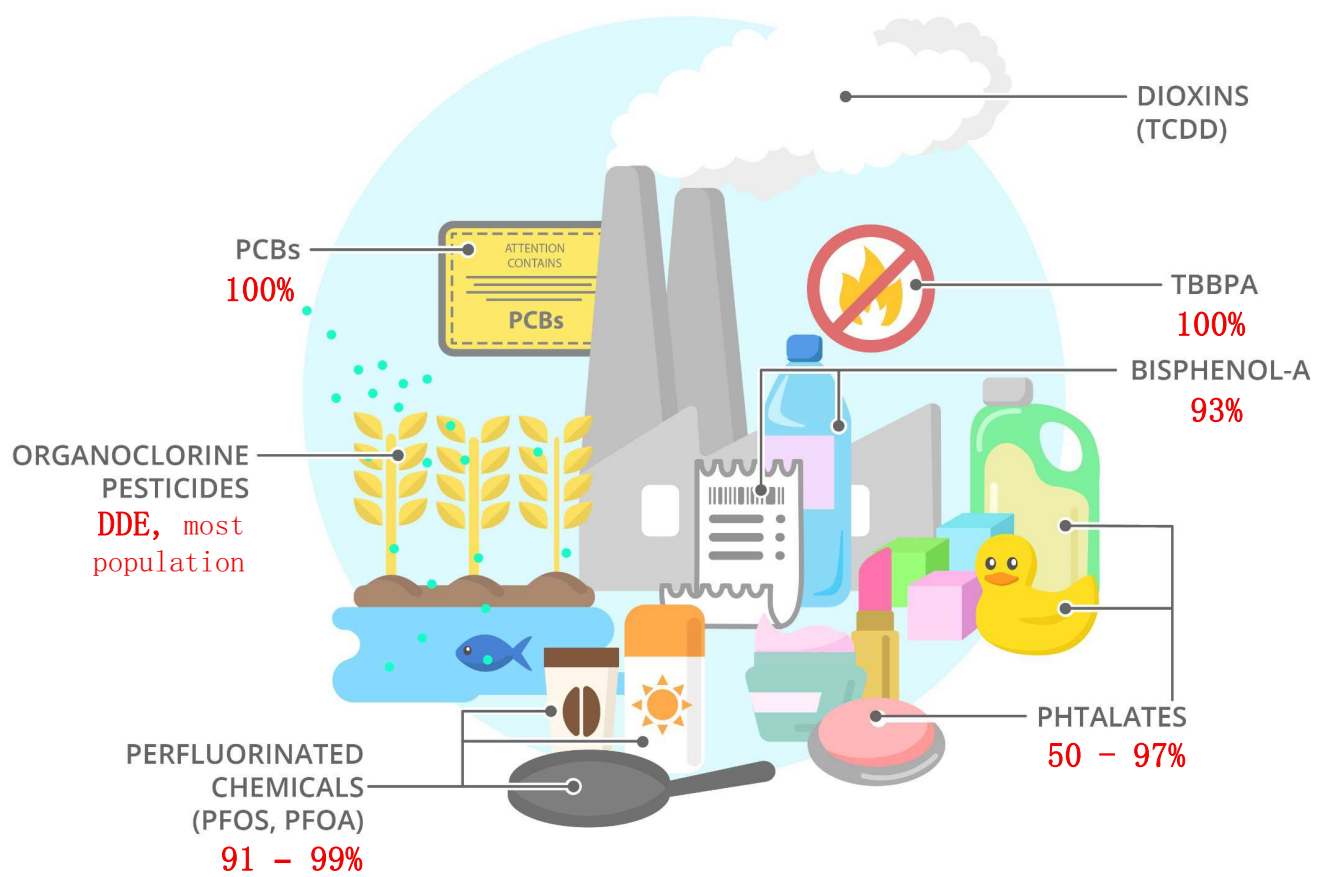 DIOXINS
(TCDD)
PCBs
100%
ATTENTION
CONTAINS
PCBs
TBBPA
100%
BISPHENOL-A
93%
ORGANOCLORINE
PESTICIDES
DDE, most
population
PHTALATES
50 - 97%
PERFLUORINATED
CHEMICALS
(PFOS, PFOA)
91 - 99%